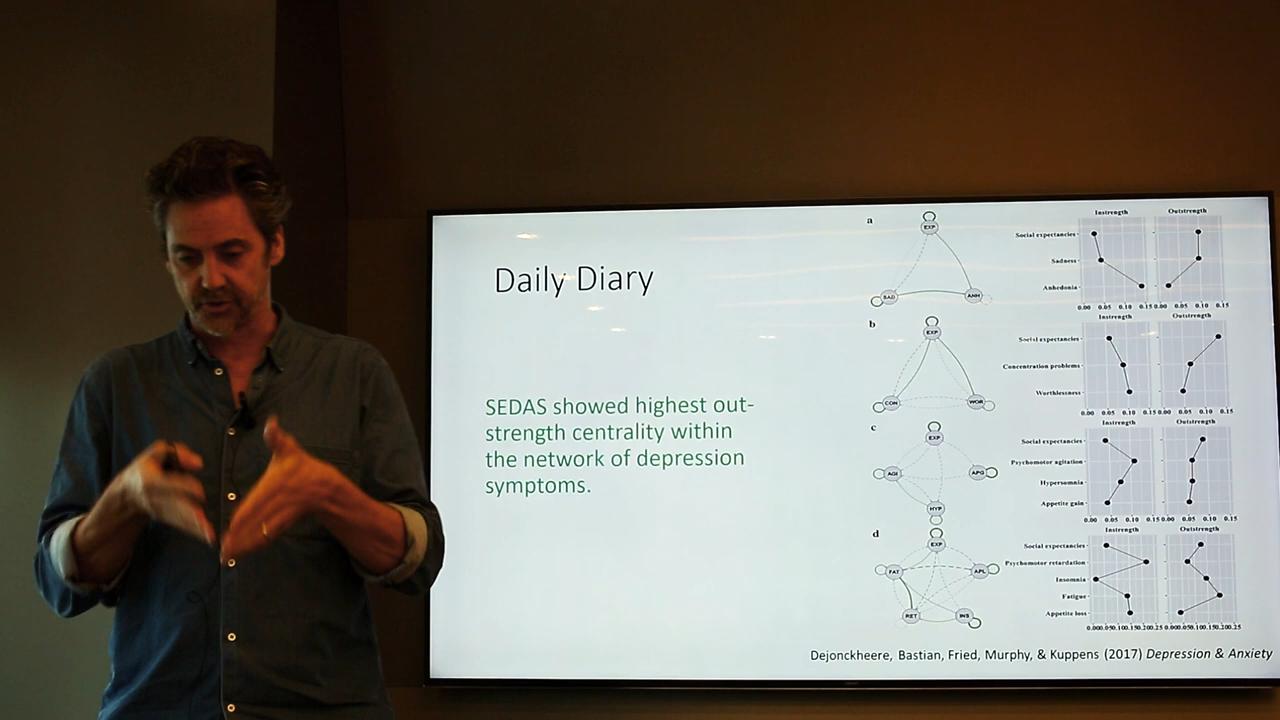 Daily Diary
SEDAS showed highest out-
strength centrality within
the network of depression
symptoms.
a
EXP
SAD
ANH
Instrength
Outstrength
Social expectancies
Sadness
Anhedonia
0.00 0.05 0.10 0.15 0.00 0.05 0.10 0.15
b
EXP
CON
WOR
Instrength
Outstrength
Social expectancies
Concentration problems
Worthlessness
0.00 0.05 0.10 0.15 0.00 0.05 0.10 0.15
c
EXP
AGI
APG
HYP
Instrength
Outstrength
Social expectancies
Psychomotor agitation
Hypersomnia
Appetite gain
0.00 0.05 0.10 0.15 0.00 0.05 0.10 0.15
d
EXP
FAT
APL
RET
INS
Instrength
Outstrength
Social expectancies
Psychomotor retardation
Insomnia
Fatigue
Appetite loss
Dejonckheere, Bastian, Fried, Murphy, & Kuppens (2017) Depression & Anxiety